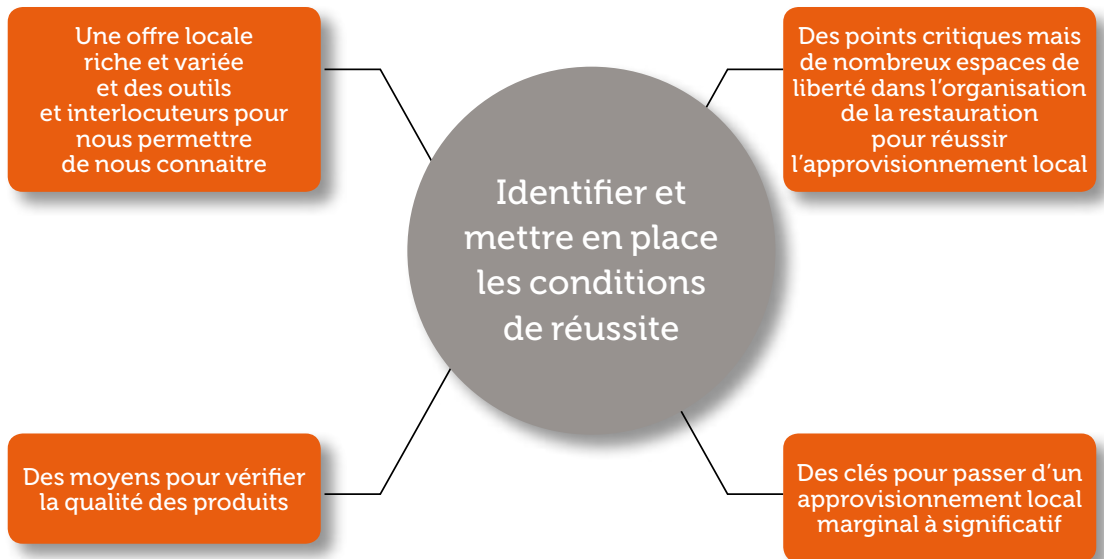 Une offre locale
riche et variée
et des outils
et interlocuteurs pour
nous permettre
de nous connaitre
Des points critiques mais
de nombreux espaces de
liberté dans l’organisation
de la restauration
pour réussir
l’approvisionnement local
Identifier et
mettre en place
les conditions
de réussite
Des moyens pour vérifier
la qualité des produits
Des clés pour passer d’un
approvisionnement local
marginal à significatif